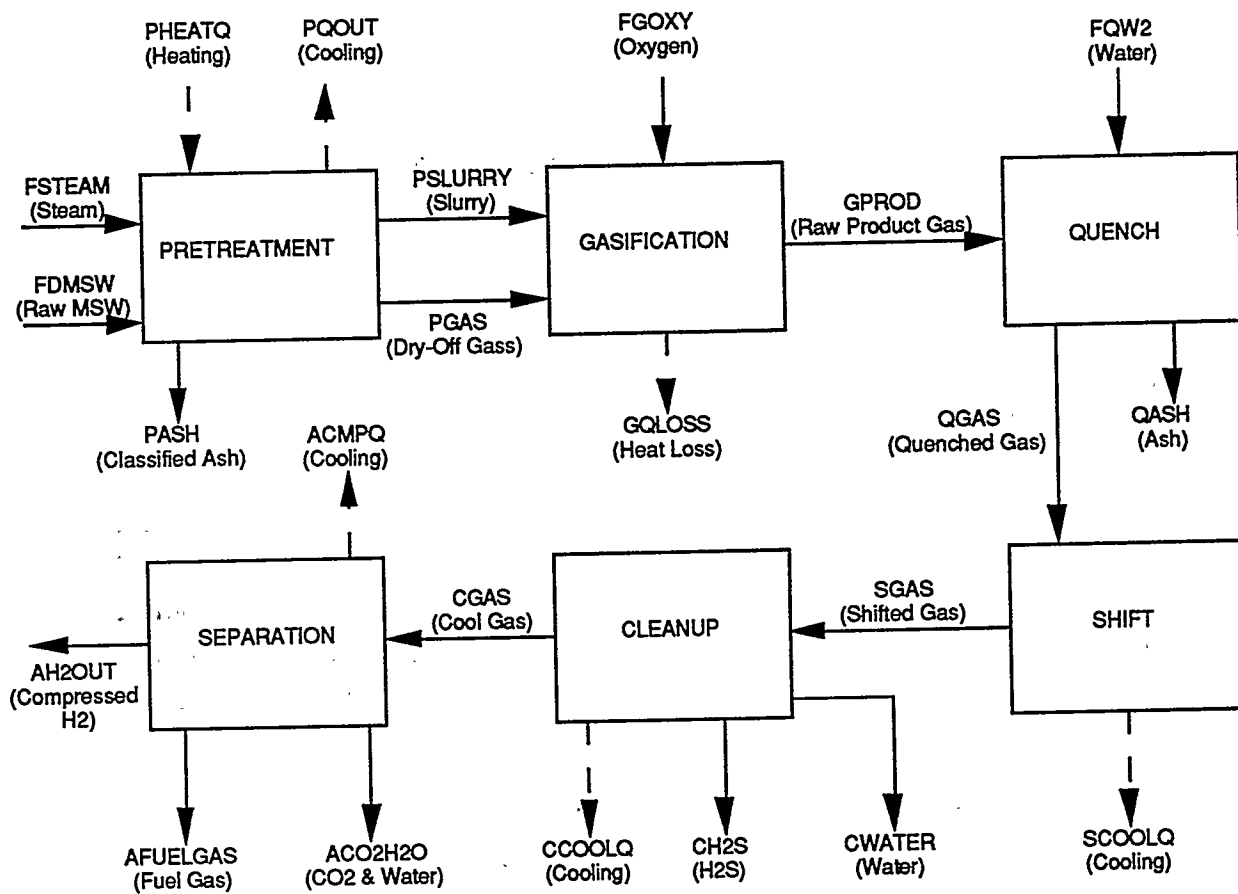 PHEATQ
(Heating)
PQOUT
(Cooling)
FGOXY
(Oxygen)
FQW2
(Water)
FSTEAM
(Steam)
FDMSW
(Raw MSW)
PRETREATMENT
PSLURRY
(Slurry)
PGAS
(Dry-Off Gass)
GASIFICATION
GPROD
(Raw Product Gas)
QUENCH
PASH
(Classified Ash)
ACMPQ
(Cooling)
GQLOSS
(Heat Loss)
QGAS
(Quenched Gas)
QASH
(Ash)
SEPARATION
CGAS
(Cool Gas)
CLEANUP
SGAS
(Shifted Gas)
SHIFT
AH2OUT
(Compressed
H2)
AFUELGAS
(Fuel Gas)
ACO2H2O
(CO2 & Water)
CCOOLQ
(Cooling)
CH2S
(H2S)
CWATER
(Water)
SCOOLQ
(Cooling)